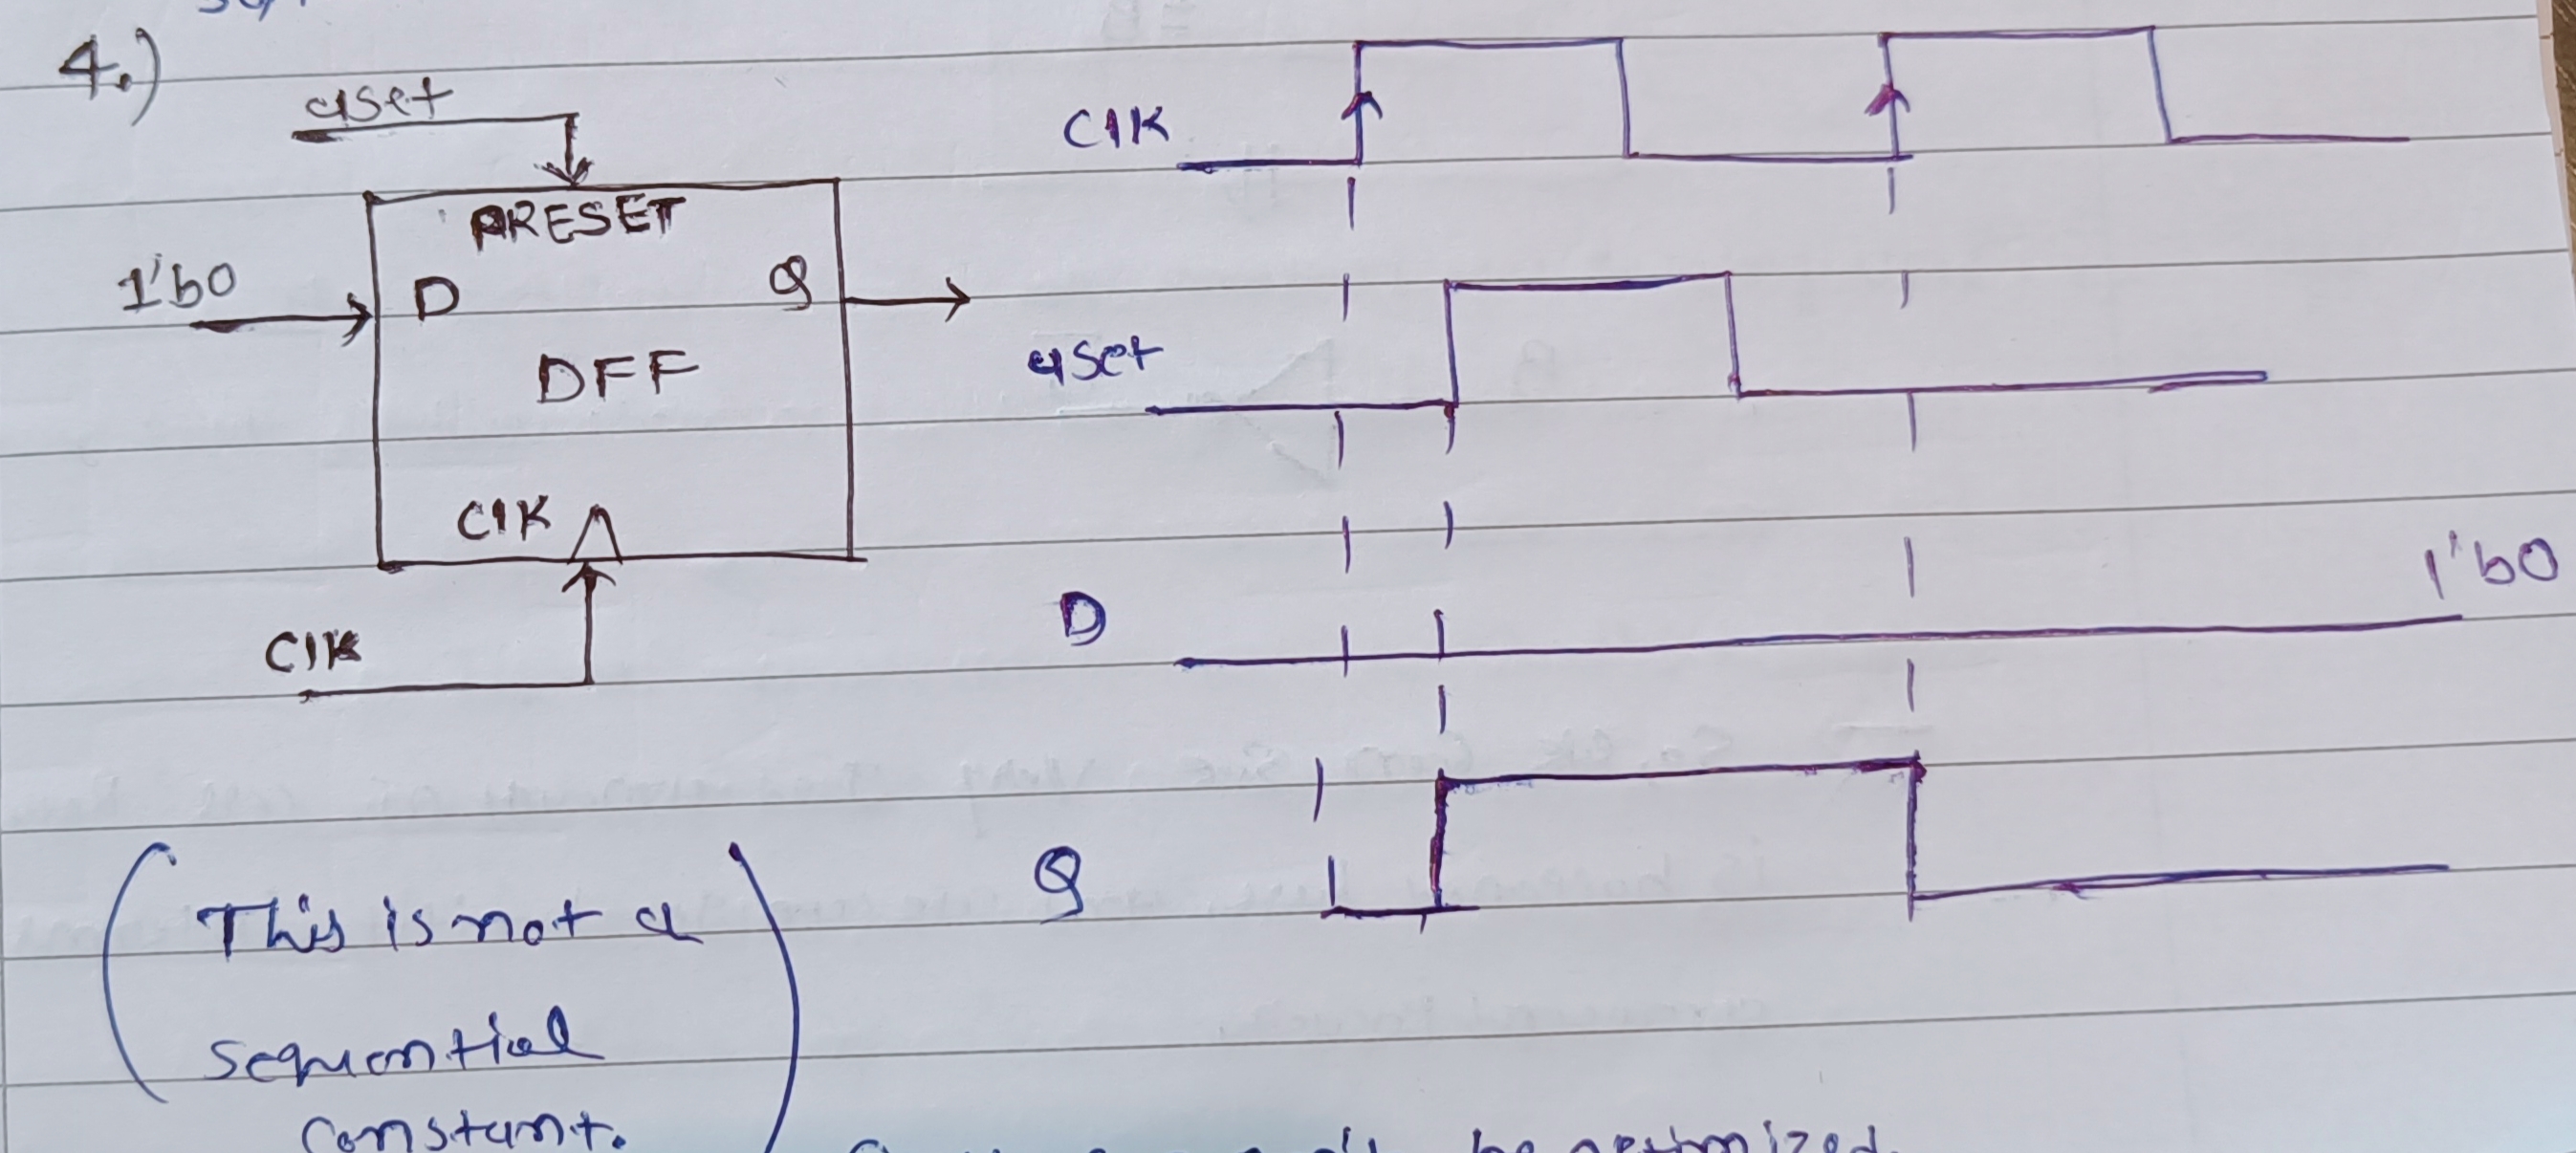 4.)
aset
PRESET
1'b0
D
Q
DFF
CLK
CLK
CLK
aset
D
1'b0
Q
This is not a
sequential
constant.
be optimized.